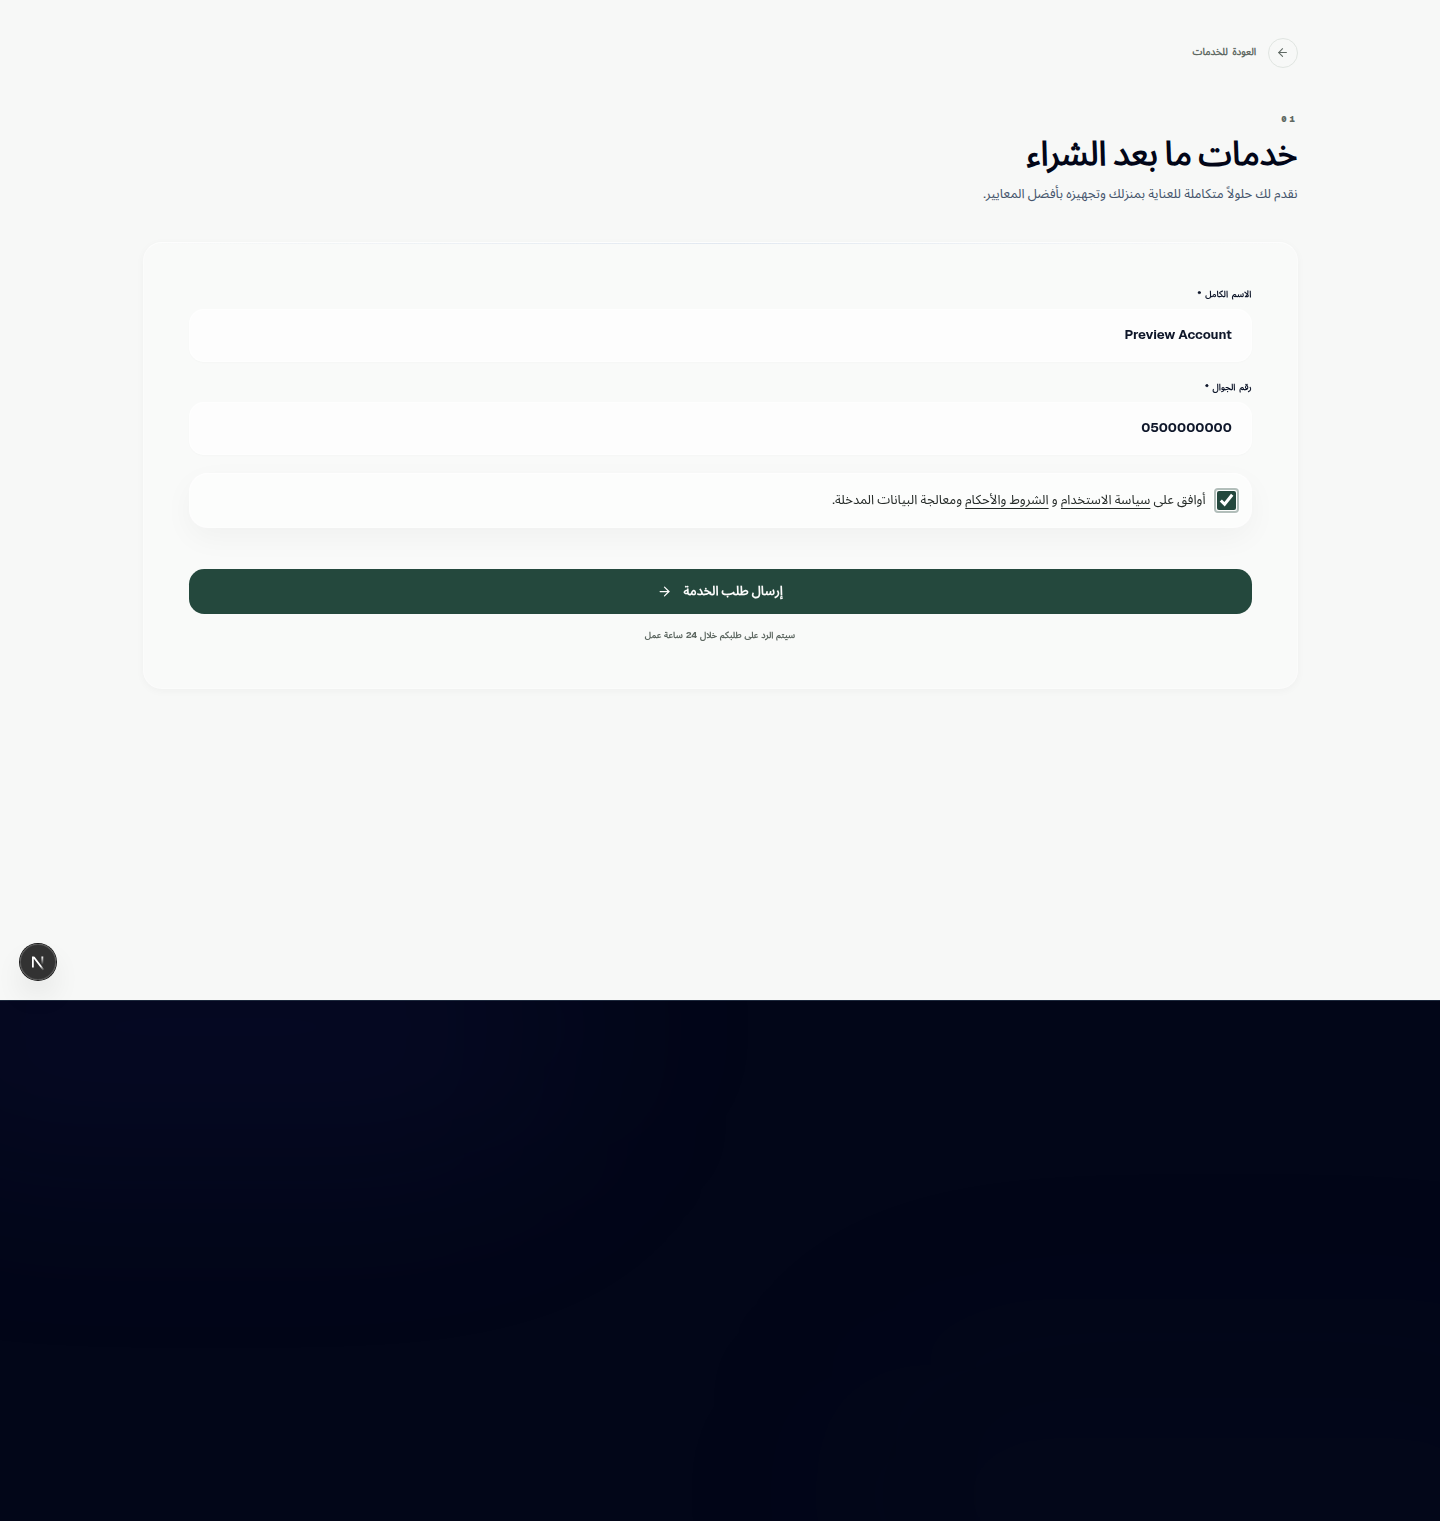 العودة للخدمات
01
خدمات ما بعد الشراء
نقدم لك حلولاً متكاملة للعناية بمنزلك وتجهيزه بأفضل المعايير.
الاسم الكامل *
Preview Account
رقم الجوال *
0500000000
أوافق على سياسة الاستخدام و الشروط والأحكام ومعالجة البيانات المدخلة.
إرسال طلب الخدمة
سيتم الرد على طلبكم خلال 24 ساعة عمل
N